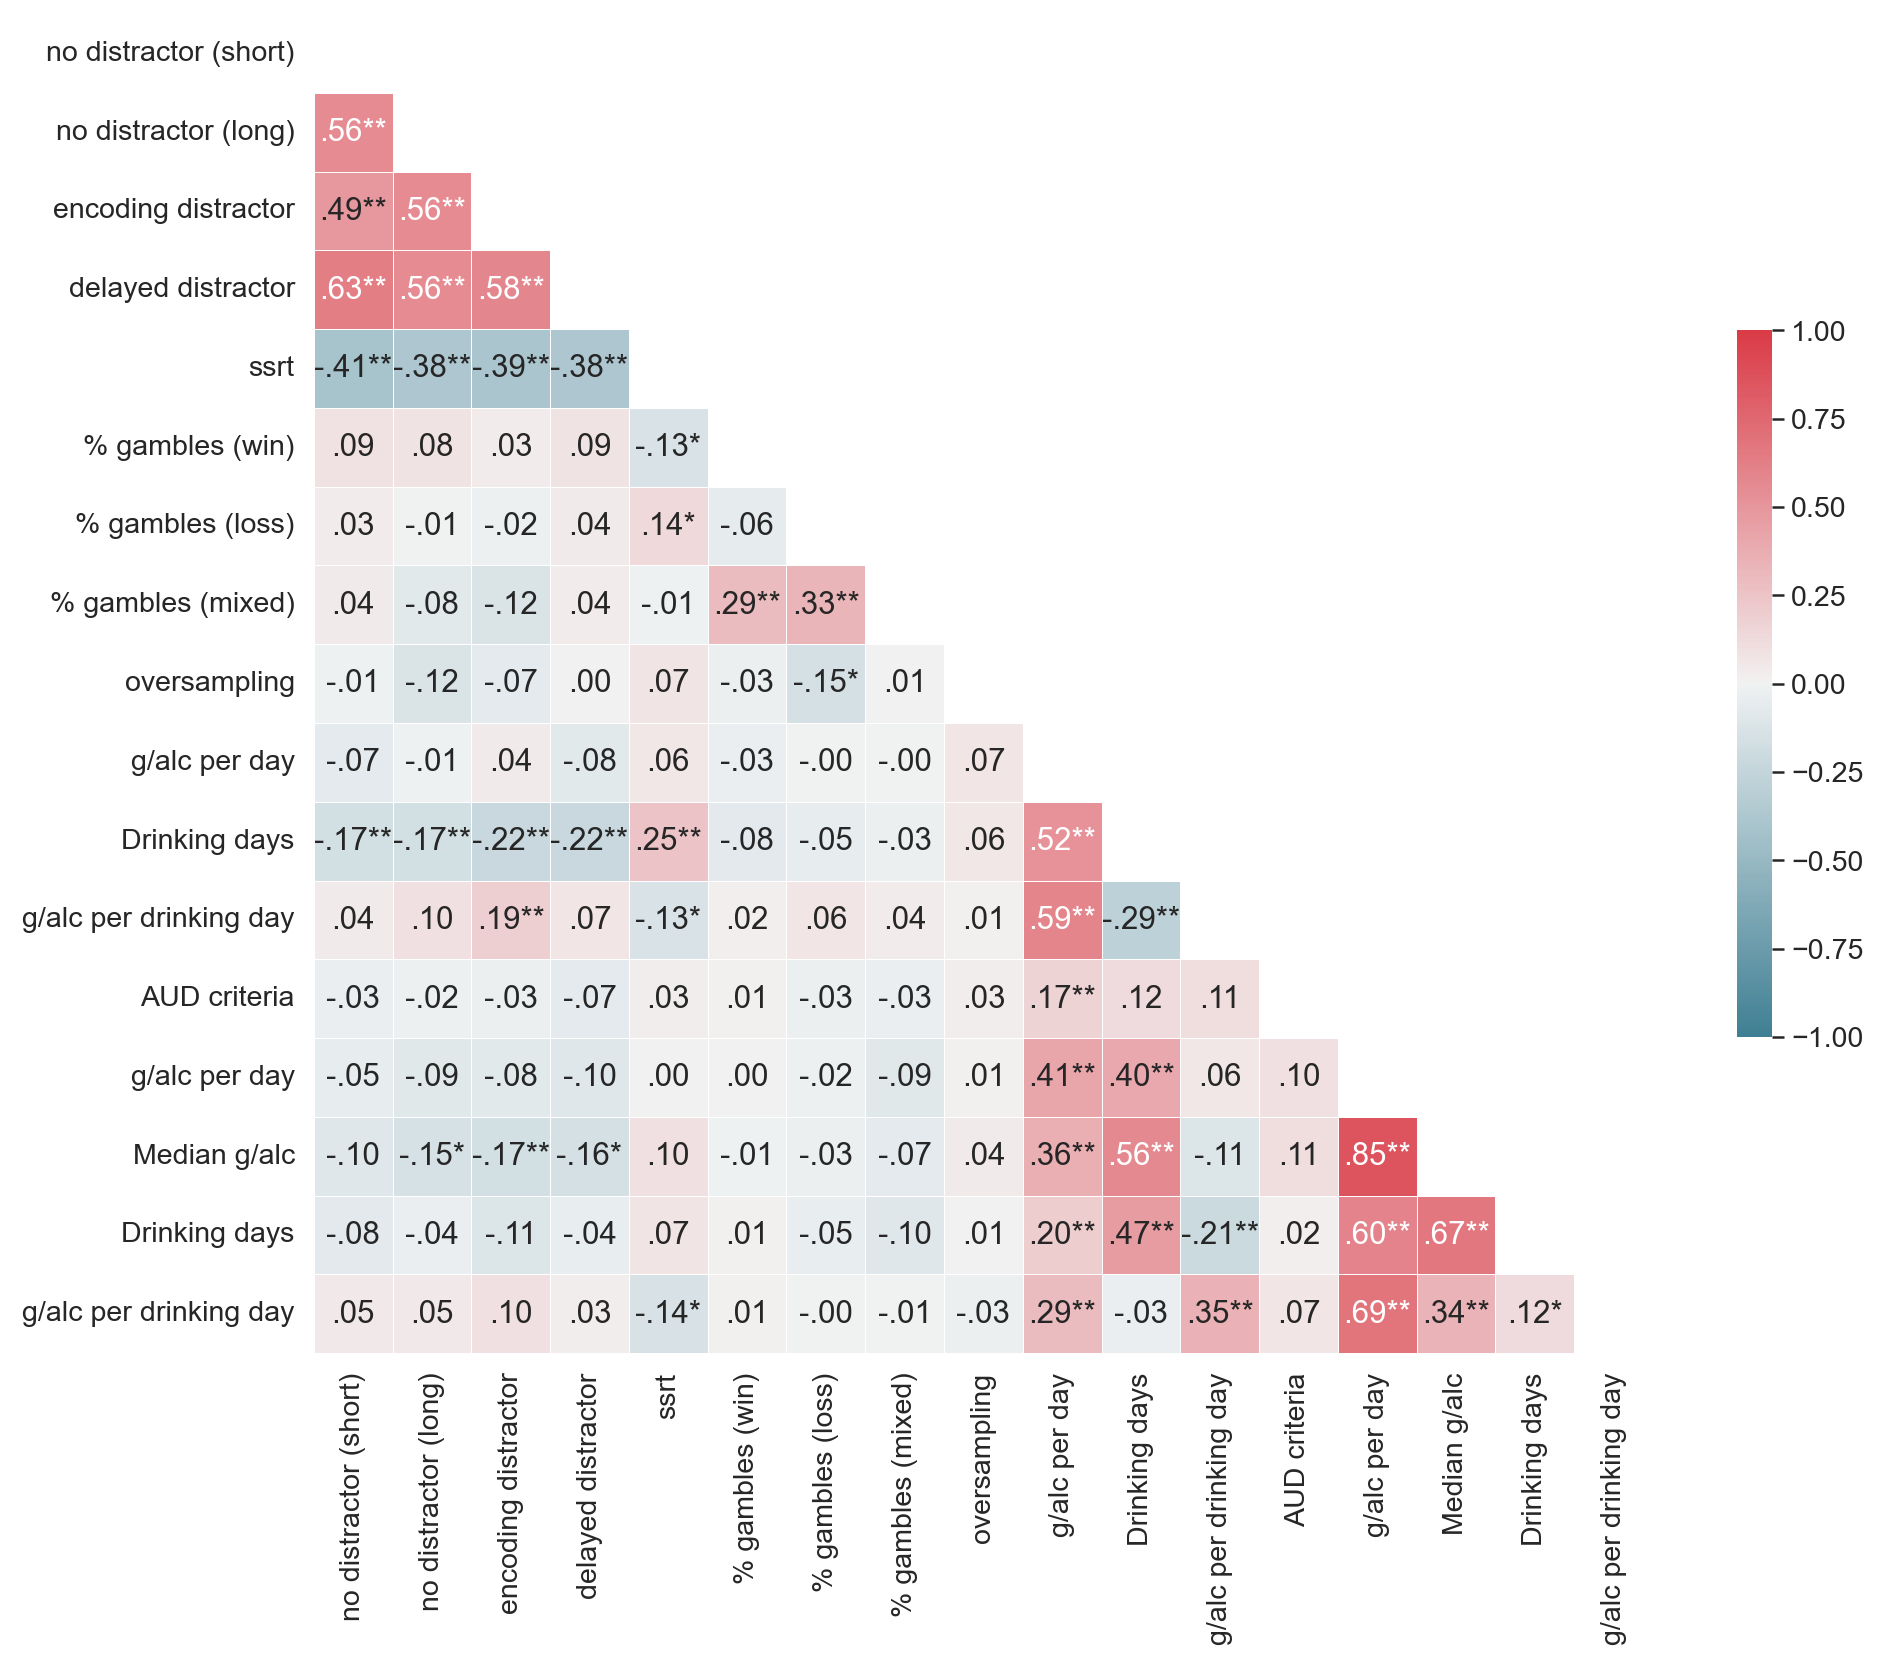 no distractor (short)
no distractor (long) .56**
encoding distractor .49** .56**
delayed distractor .63** .56** .58**
ssrt -.41** -.38** -.39** -.38**
% gambles (win) .09 .08 .03 .09 -.13*
% gambles (loss) .03 -.01 -.02 .04 .14* -.06
% gambles (mixed) .04 -.08 -.12 .04 -.01 .29** .33**
oversampling -.01 -.12 -.07 .00 .07 -.03 -.15* .01
g/alc per day -.07 -.01 .04 -.08 .06 -.03 -.00 -.00 .07
Drinking days -.17** -.17** -.22** -.22** .25** -.08 -.05 -.03 .06 .52**
g/alc per drinking day .04 .10 .19** .07 -.13* .02 .06 .04 .01 .59** -.29**
AUD criteria -.03 -.02 -.03 -.07 .03 .01 -.03 -.03 .03 .17** .12 .11
g/alc per day -.05 -.09 -.08 -.10 .00 .00 -.02 -.09 .01 .41** .40** .06 .10
Median g/alc -.10 -.15* -.17** -.16* .10 -.01 -.03 -.07 .04 .36** .56** -.11 .11 .85**
Drinking days -.08 -.04 -.11 -.04 .07 .01 -.05 -.10 .01 .20** .47** -.21** .02 .60** .67**
g/alc per drinking day .05 .05 .10 .03 -.14* .01 -.00 -.01 -.03 .29** -.03 .35** .07 .69** .34** .12*
no distractor (short)
no distractor (long)
encoding distractor
delayed distractor
ssrt
% gambles (win)
% gambles (loss)
% gambles (mixed)
oversampling
g/alc per day
Drinking days
g/alc per drinking day
AUD criteria
g/alc per day
Median g/alc
Drinking days
g/alc per drinking day
1.00
0.75
0.50
0.25
0.00
−0.25
−0.50
−0.75
−1.00